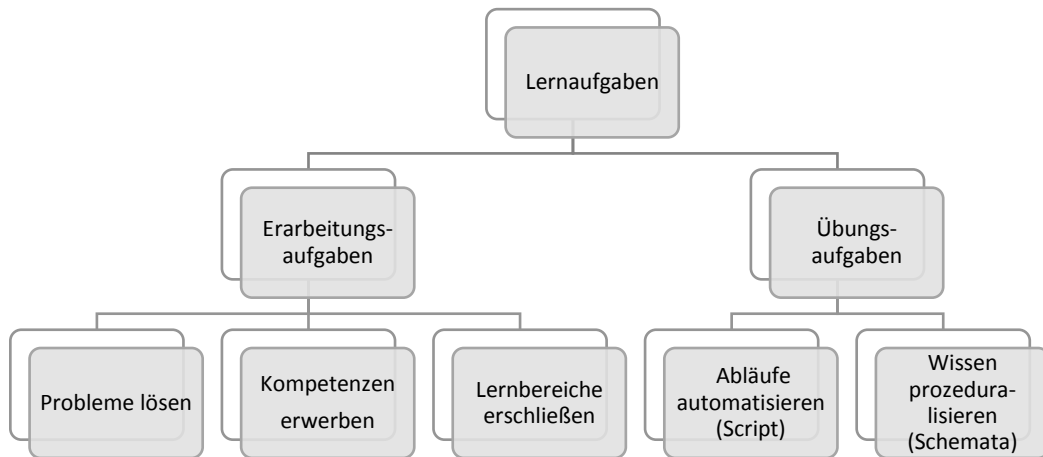 Lernaufgaben
Erarbeitungs-
aufgaben
Übungs-
aufgaben
Probleme lösen
Kompetenzen
erwerben
Lernbereiche
erschließen
Abläufe
automatisieren
(Script)
Wissen
prozedura-
lisieren
(Schemata)